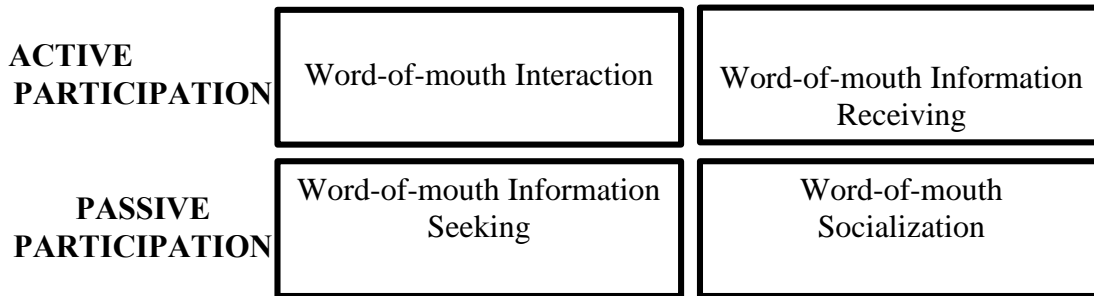 ACTIVE
PARTICIPATION
Word-of-mouth Interaction
Word-of-mouth Information
Receiving
PASSIVE
PARTICIPATION
Word-of-mouth Information
Seeking
Word-of-mouth
Socialization